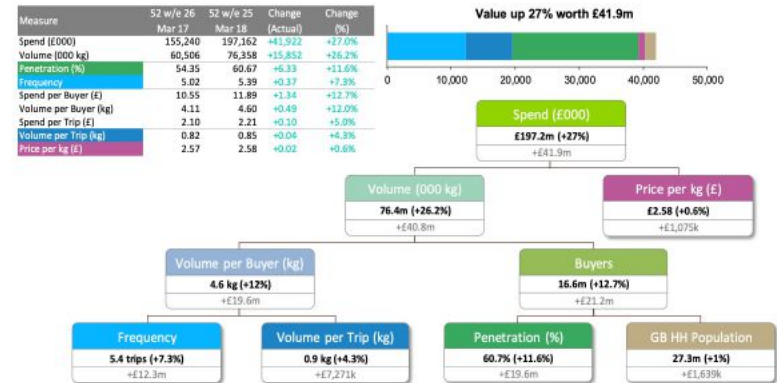 Measure 52 w/e 26 Mar 17 52 w/e 25 Mar 18 Change (Actual) Change (%)
Spend (£000) 155,240 197,162 +41,922 +27.0%
Volume (000 kg) 60,506 76,358 +15,852 +26.2%
Penetration (%) 54.35 60.67 +6.33 +11.6%
Frequency 5.02 5.39 +0.37 +7.3%
Spend per Buyer (£) 10.55 11.89 +1.34 +12.7%
Volume per Buyer (kg) 4.11 4.60 +0.49 +12.0%
Spend per Trip (£) 2.10 2.21 +0.10 +5.0%
Volume per Trip (kg) 0.82 0.85 +0.04 +4.3%
Price per kg (£) 2.57 2.58 +0.02 +0.6%
Value up 27% worth £41.9m
0 10,000 20,000 30,000 40,000 50,000
Spend (£000)
£197.2m (+27%)
+£41.9m
Volume (000 kg)
76.4m (+26.2%)
+£40.8m
Price per kg (£)
£2.58 (+0.6%)
+£1,075k
Volume per Buyer (kg)
4.6 kg (+12%)
+£19.6m
Buyers
16.6m (+12.7%)
+£21.2m
Frequency
5.4 trips (+7.3%)
+£12.3m
Volume per Trip (kg)
0.9 kg (+4.3%)
+£7,271k
Penetration (%)
60.7% (+11.6%)
+£19.6m
GB HH Population
27.3m (+1%)
+£1,639k